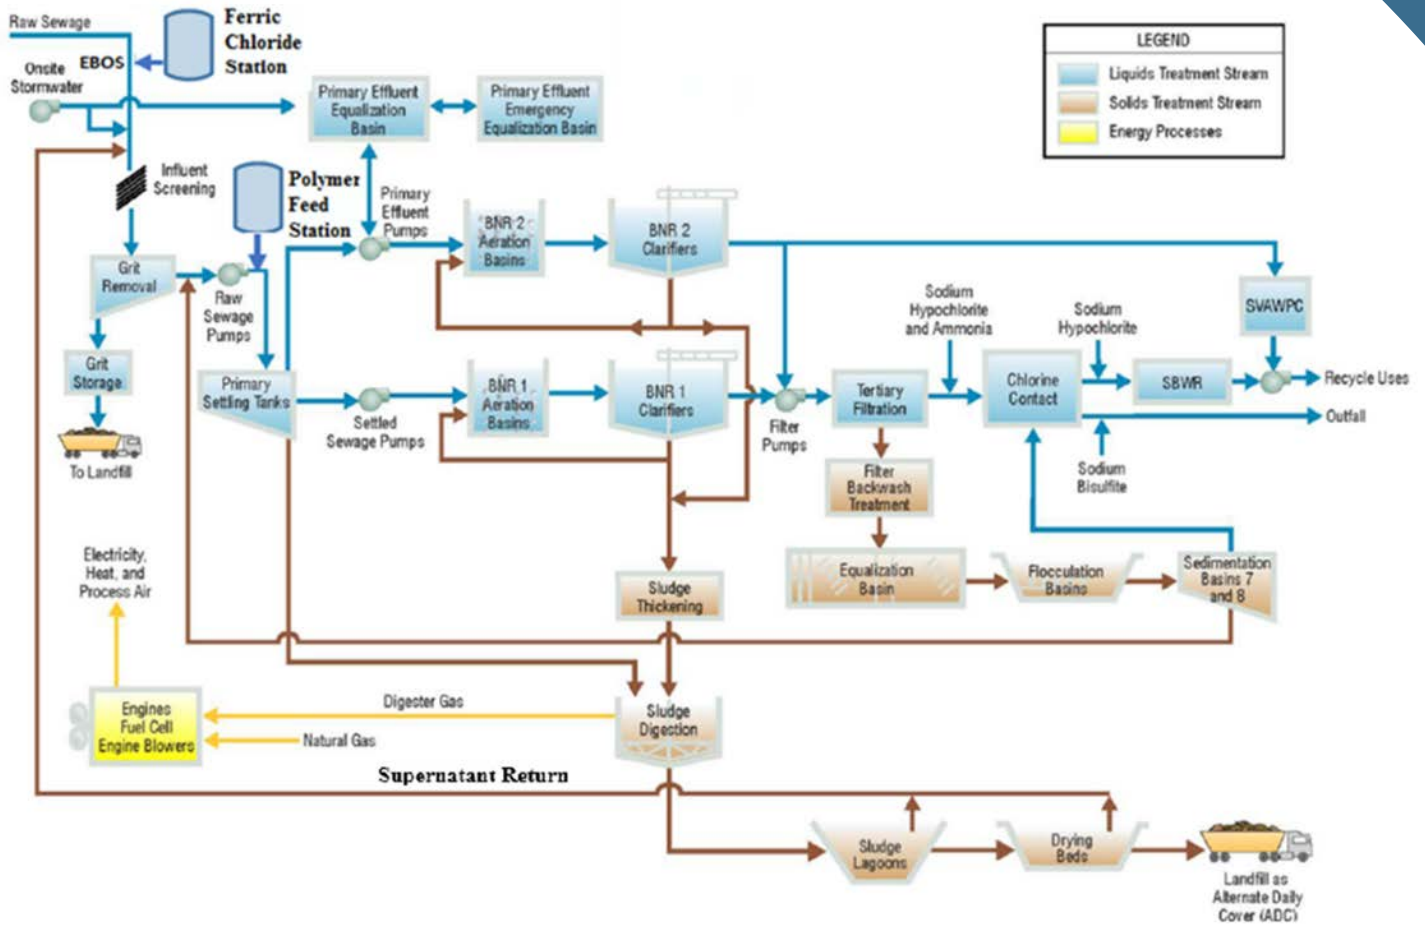 Raw Sewage
Ferric
Chloride
Station
EBOS
Onsite
Stormwater
Primary Effluent
Equalization
Basin
Primary Effluent
Emergency
Equalization Basin
LEGEND
Liquids Treatment Stream
Solids Treatment Stream
Energy Processes
Influent
Screening
Polymer
Feed
Station
Primary
Effluent
Pumps
BNR 2
Aeration
Basins
BNR 2
Clarifiers
Grit
Removal
Raw
Sewage
Pumps
Sodium
Hypochlorite
and Ammonia
Sodium
Hypochlorite
SVAWPC
Grit
Storage
Primary
Settling Tanks
Settled
Sewage Pumps
BNR 1
Aeration
Basins
BNR 1
Clarifiers
Filter
Pumps
Tertiary
Filtration
Chlorine
Contact
SBWR
Recycle Uses
Outfall
To Landfill
Sodium
Bisulfite
Filter
Backwash
Treatment
Electricity,
Heat, and
Process Air
Sludge
Thickening
Equalization
Basin
Flocculation
Basins
Sedimentation
Basins 7
and 8
Engines
Fuel Cell
Engine Blowers
Digester Gas
Natural Gas
Sludge
Digestion
Supernatant Return
Sludge
Lagoons
Drying
Beds
Landfill as
Alternate Daily
Cover (ADC)